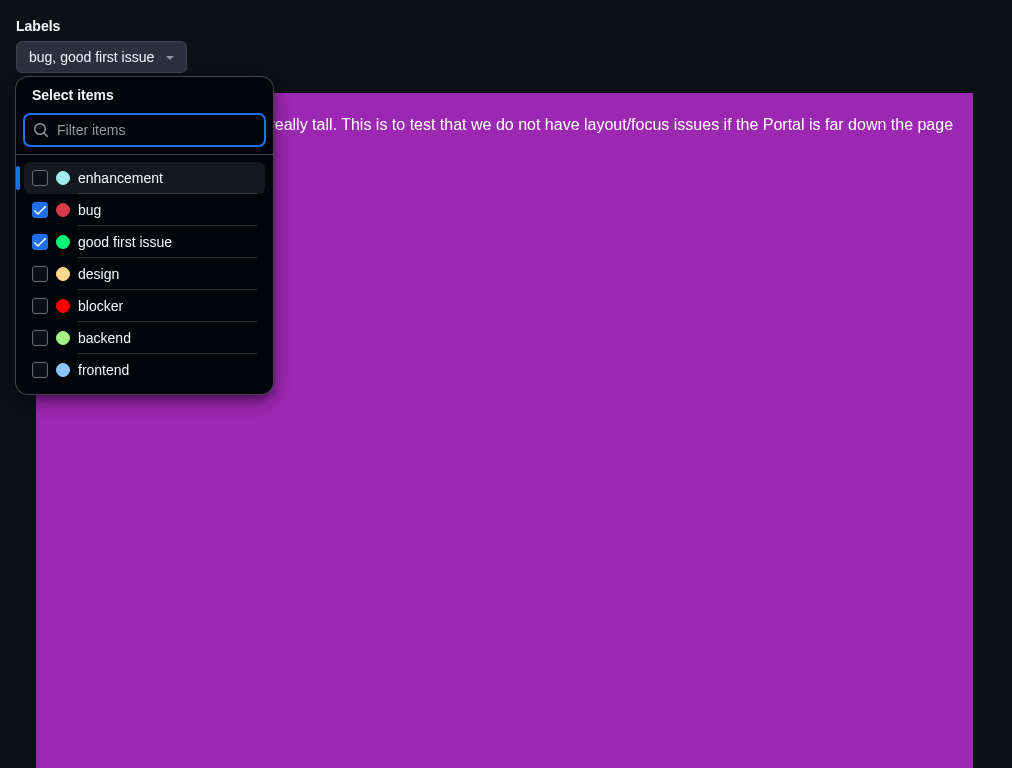 Labels
bug, good first issue
Select items
Filter items
really tall. This is to test that we do not have layout/focus issues if the Portal is far down the page
enhancement
bug
good first issue
design
blocker
backend
frontend